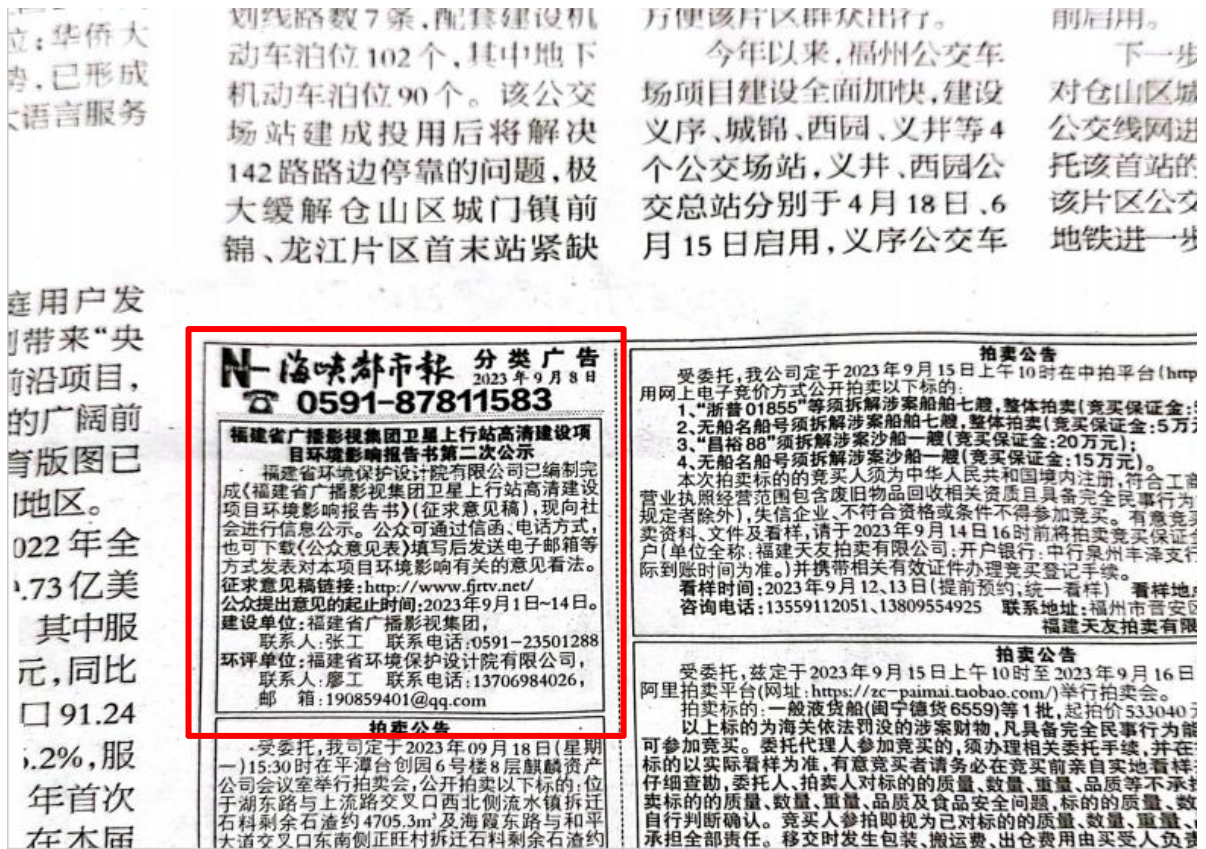 位:华侨大
势,已形成
大语言服务
划线路数7条,配套建设机
动车泊位102个,其中地下
机动车泊位90个。该公交
场站建成投用后将解决
142路路边停靠的问题,极
大缓解仓山区城门镇前
锦、龙江片区首末站紧缺
方便该片区群众出行。
今年以来,福州公交车
场项目建设全面加快,建设
义序、城锦、西园、义井等4
个公交场站,义井、西园公
交总站分别于4月18日、6
月15日启用,义序公交车
前启用。
下一步
对仓山区城
公交线网进
托该首站的
该片区公交
地铁进一步
庭用户发
带来“央
前沿项目,
的广阔前
育版图已
地区。
022年全
.73亿美
其中服
元,同比
口91.24
.2%,服
年首次
在本届
N 海峡都市报 分类广告
2023年9月8日
☎ 0591-87811583
福建省广播影视集团卫星上行站高清建设项
目环境影响报告书第二次公示
福建省环境保护设计院有限公司已编制完
成《福建省广播影视集团卫星上行站高清建设
项目环境影响报告书》(征求意见稿),现向社
会进行信息公示。公众可通过信函、电话方式,
也可下载《公众意见表》填写后发送电子邮箱等
方式发表对本项目环境影响有关的意见看法。
征求意见稿链接:http://www.fjrtv.net/
公众提出意见的起止时间:2023年9月1日~14日。
建设单位:福建省广播影视集团,
联系人:张工 联系电话:0591-23501288
环评单位:福建省环境保护设计院有限公司,
联系人:廖工 联系电话:13706984026,
邮 箱:190859401@qq.com
拍卖公告
受委托,我司定于2023年09月18日(星期
一)15:30时在平潭台创园6号楼8层麒麟资产
公司会议室举行拍卖会,公开拍卖以下标的:位
于湖东路与上流路交叉口西北侧流水镇拆迁
石料剩余石渣约4705.3m³及海霞东路与和平
大道交叉口东南侧正旺村拆迁石料剩余石渣约
拍卖公告
受委托,我公司定于2023年9月15日上午10时在中拍平台(http
用网上电子竞价方式公开拍卖以下标的:
1、“浙普01855”等须拆解涉案船舶七艘,整体拍卖(竞买保证金:
2、无船名船号须拆解涉案船舶七艘,整体拍卖(竞买保证金:5万元
3、“昌裕88”须拆解涉案沙船一艘(竞买保证金:20万元);
4、无船名船号须拆解涉案沙船一艘(竞买保证金:15万元)。
本次拍卖标的的竞买人须为中华人民共和国境内注册,符合工商
营业执照经营范围包含废旧物品回收相关资质且具备完全民事行为
规定者除外),失信企业、不符合资格或条件不得参加竞买。有意竞买
卖资料、文件及看样,请于2023年9月14日16时前将拍卖竞买保证金
户(单位全称:福建天友拍卖有限公司;开户银行:中行泉州丰泽支行
际到账时间为准。)并携带相关有效证件办理竞买登记手续。
看样时间:2023年9月12、13日(提前预约,统一看样) 看样地点
咨询电话:13559112051、13809554925 联系地址:福州市晋安区
福建天友拍卖有限
拍卖公告
受委托,兹定于2023年9月15日上午10时至2023年9月16日
阿里拍卖平台(网址:https://zc-paimai.taobao.com/)举行拍卖会。
拍卖标的:一般液货船(闽宁德货6559)等1批,起拍价533040元
以上标的为海关依法罚没的涉案财物,凡具备完全民事行为能
可参加竞买。委托代理人参加竞买的,须办理相关委托手续,并在
标的以实际看样为准,有意竞买者请务必在竞买前亲自实地看样
仔细查勘,委托人、拍卖人对标的的质量、数量、重量、品质等不承担
卖标的的质量、数量、重量、品质及食品安全问题,标的的质量、数
自行判断确认。竞买人参拍即视为已对标的的质量、数量、重量、
承担全部责任。移交时发生包装、搬运费、出仓费用由买受人负责